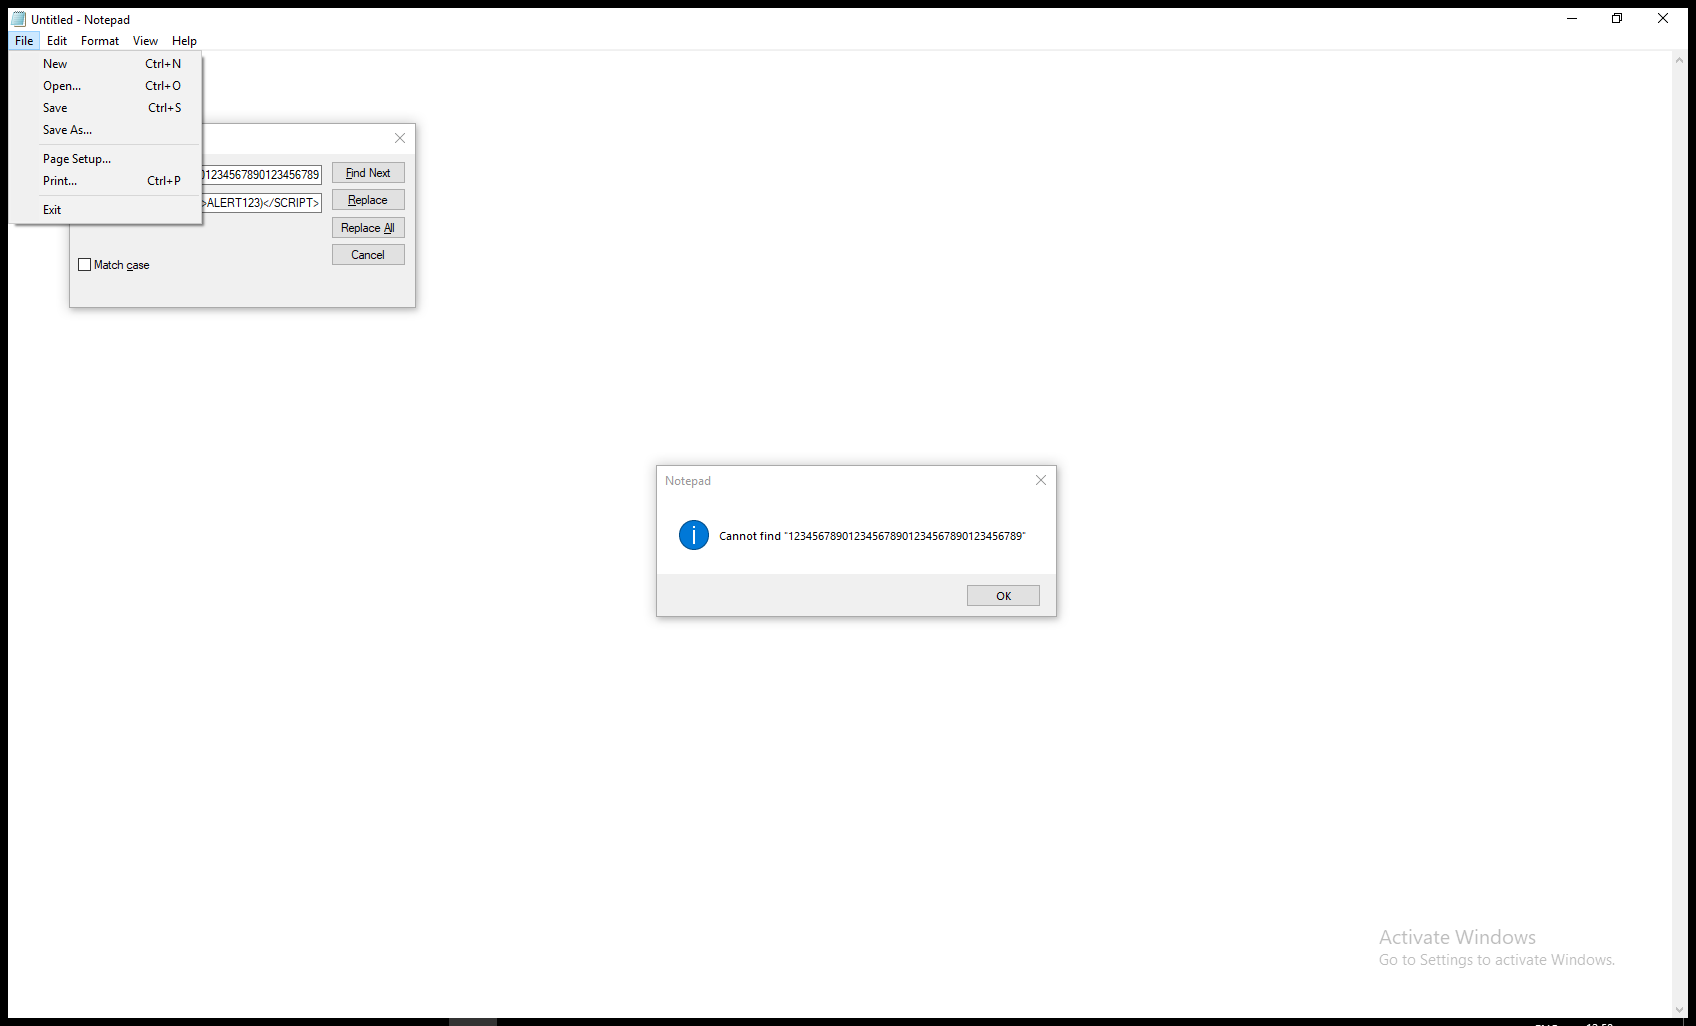 Untitled - Notepad
File Edit Format View Help
New Ctrl+N
Open... Ctrl+O
Save Ctrl+S
Save As...
Page Setup...
Print... Ctrl+P
Exit
01234567890123456789 Find Next
>ALERT123)</SCRIPT> Replace
Replace All
Cancel
Match case
Notepad
Cannot find "123456789012345678901234567890123456789"
OK
Activate Windows
Go to Settings to activate Windows.